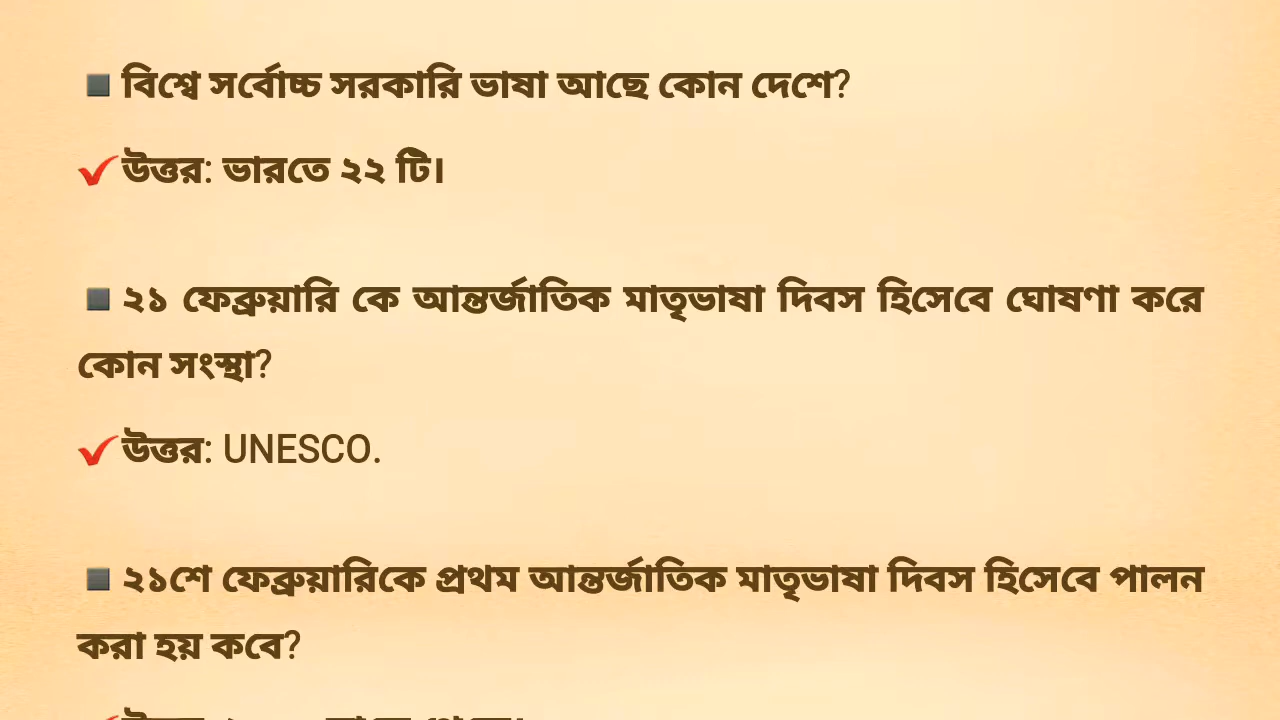 বিশ্বে সর্বোচ্চ সরকারি ভাষা আছে কোন দেশে?
উত্তর: ভারতে ২২ টি।
২১ ফেব্রুয়ারি কে আন্তর্জাতিক মাতৃভাষা দিবস হিসেবে ঘোষণা করে
কোন সংস্থা?
উত্তর: UNESCO.
২১শে ফেব্রুয়ারিকে প্রথম আন্তর্জাতিক মাতৃভাষা দিবস হিসেবে পালন
করা হয় কবে?